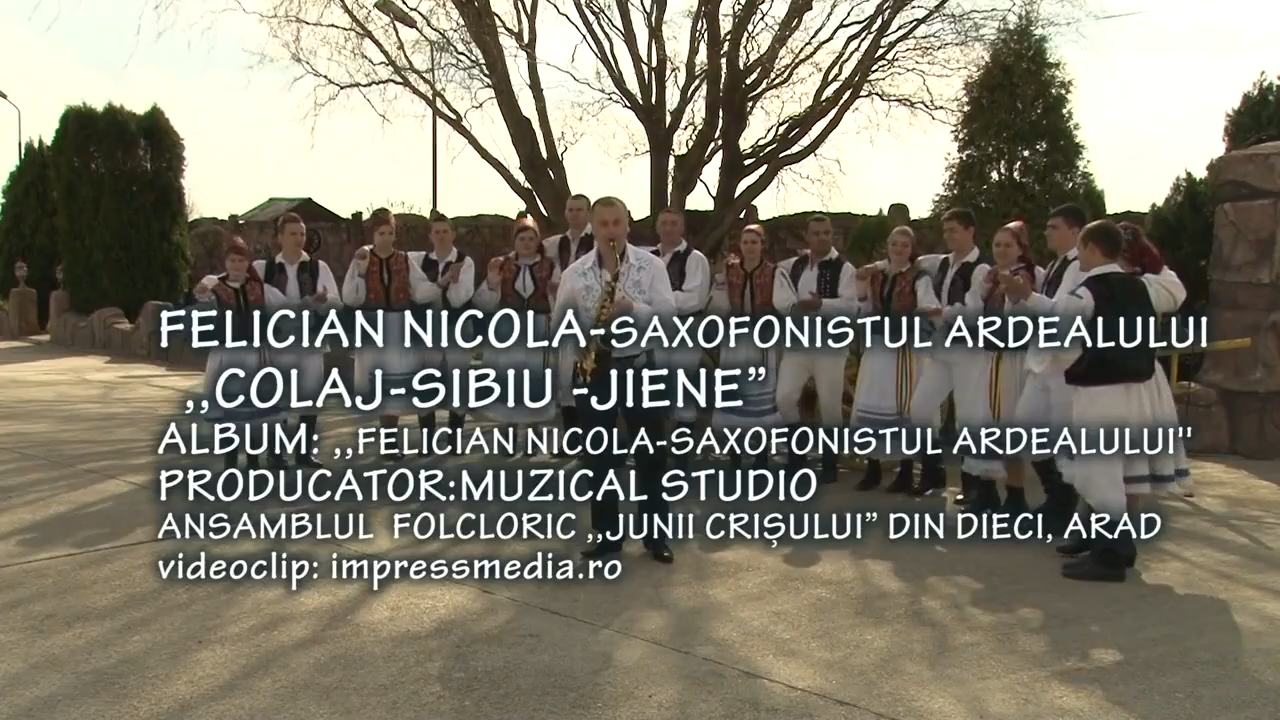 FELICIAN NICOLA-SAXOFONISTUL ARDEALULUI
,,COLAJ-SIBIU -JIENE”
ALBUM: ,,FELICIAN NICOLA-SAXOFONISTUL ARDEALULUI"
PRODUCATOR:MUZICAL STUDIO
ANSAMBLUL FOLCLORIC ,,JUNII CRIȘULUI” DIN DIECI, ARAD
videoclip: impressmedia.ro